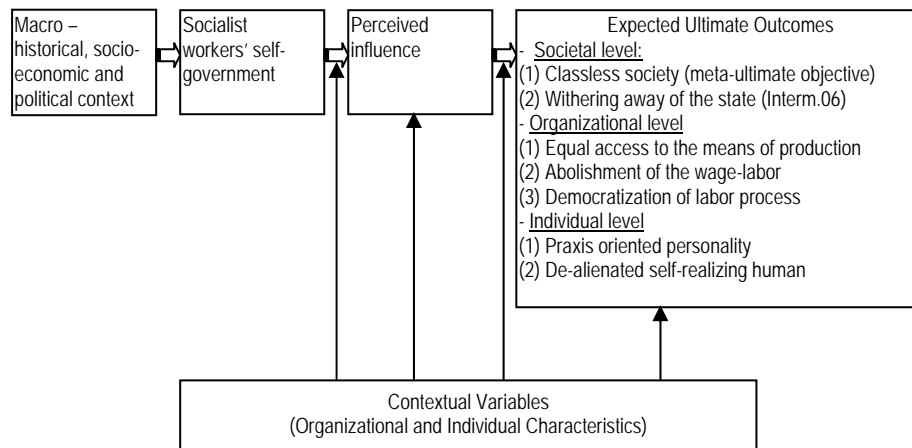 Macro –
historical, socio-
economic and
political context
Socialist
workers' self-
government
Perceived
influence
Expected Ultimate Outcomes
- Societal level:
(1) Classless society (meta-ultimate objective)
(2) Withering away of the state (Interm.06)
- Organizational level
(1) Equal access to the means of production
(2) Abolishment of the wage-labor
(3) Democratization of labor process
- Individual level
(1) Praxis oriented personality
(2) De-alienated self-realizing human
Contextual Variables
(Organizational and Individual Characteristics)